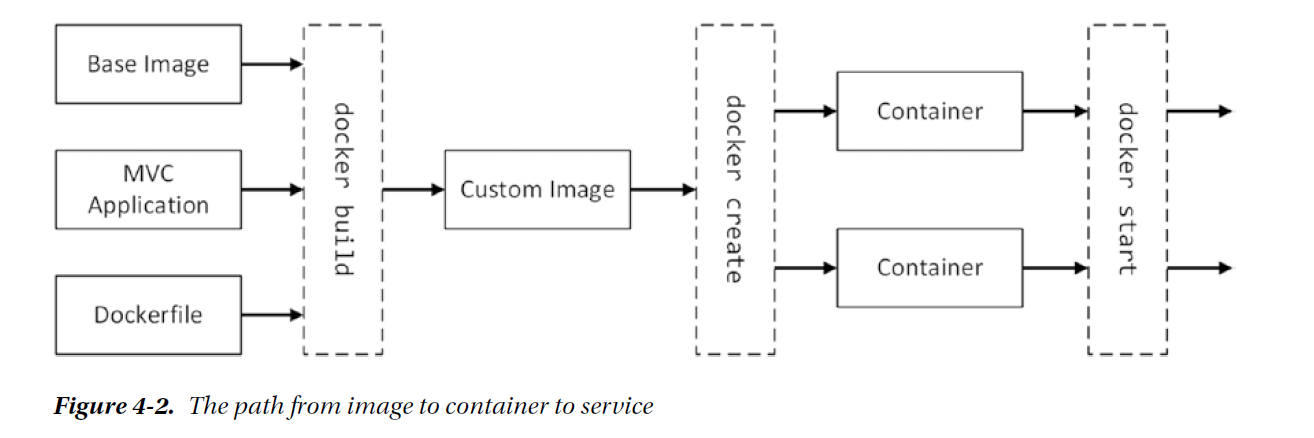 Base Image
MVC
Application
Dockerfile
docker build
Custom Image
docker create
Container
Container
docker start
Figure 4-2. The path from image to container to service